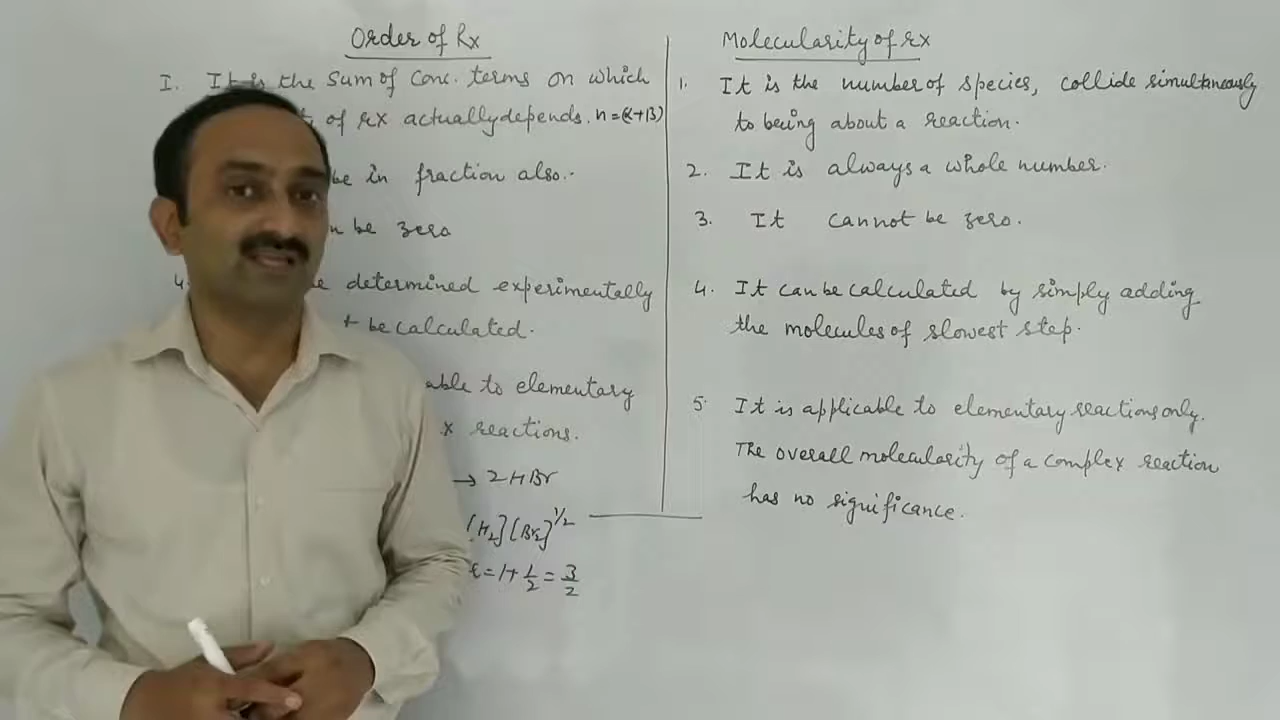 Order of Rx
I. It is the sum of conc. terms on which
of rx actually depends. n=(α+β)
be in fraction also.
be zero
4. determined experimentally
be calculated.
able to elementary
x reactions.
→ 2HBr
[H2][Br2]^1/2
=1+1/2=3/2
Molecularity of rx
1. It is the number of species, collide simultaneously
to being about a reaction.
2. It is always a whole number.
3. It cannot be zero.
4. It can be calculated by simply adding
the molecules of slowest step.
5. It is applicable to elementary reactions only.
The overall molecularity of a complex reaction
has no significance.